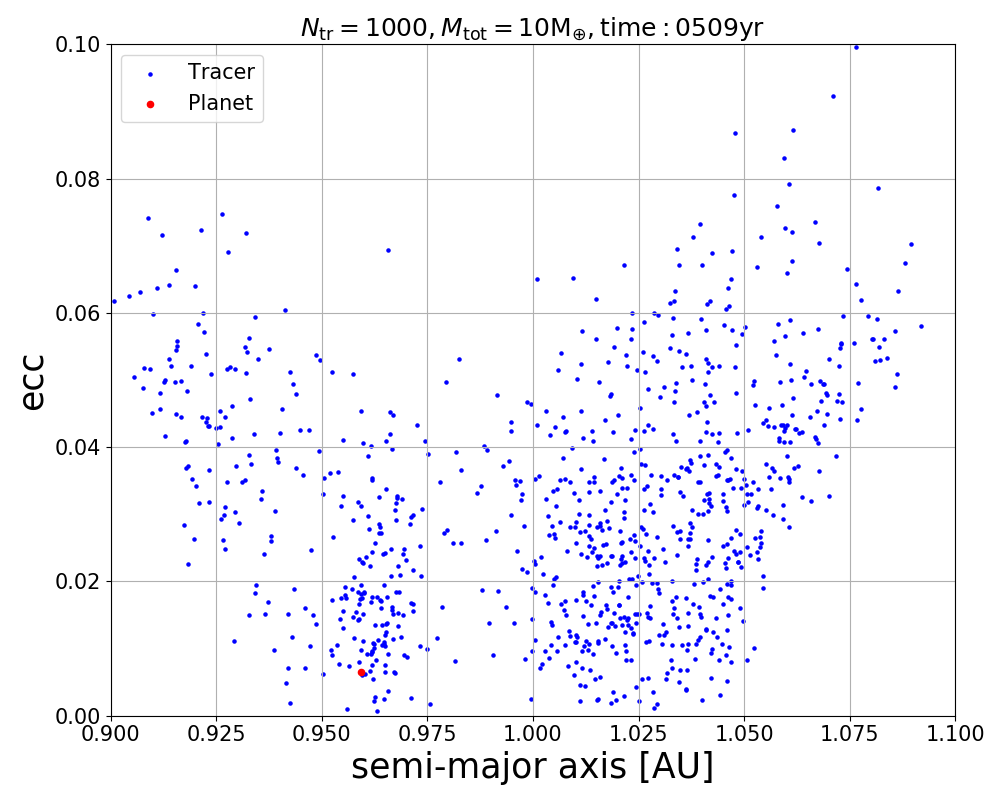 N_tr = 1000, M_tot = 10M_⊕, time : 0509yr
Tracer
Planet
ecc
0.10
0.08
0.06
0.04
0.02
0.00
0.900 0.925 0.950 0.975 1.000 1.025 1.050 1.075 1.100
semi-major axis [AU]